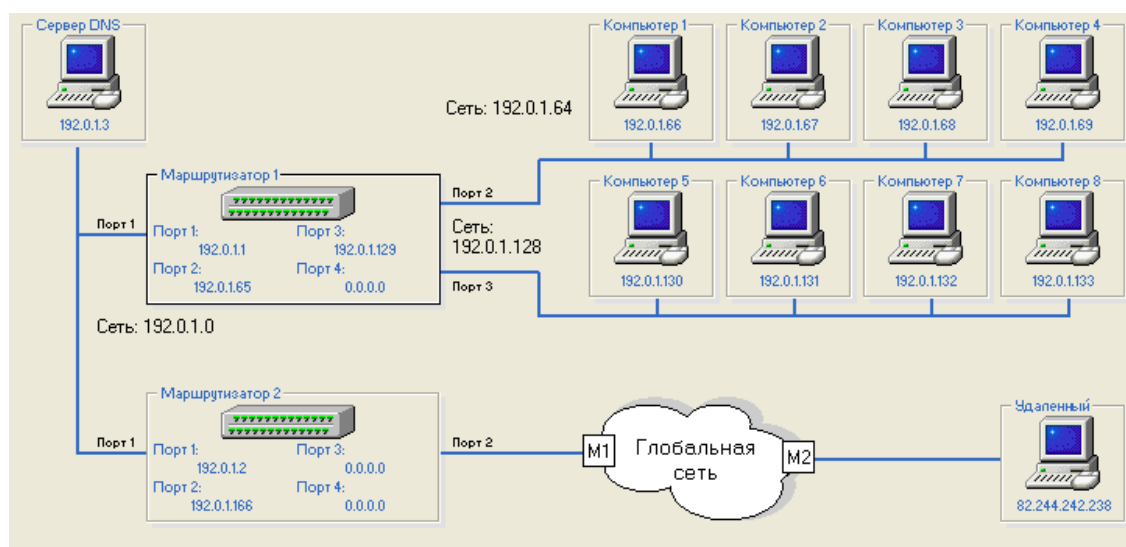 Сервер DNS
192.0.1.3
Сеть: 192.0.1.64
Компьютер 1
192.0.1.66
Компьютер 2
192.0.1.67
Компьютер 3
192.0.1.68
Компьютер 4
192.0.1.69
Порт 1
Маршрутизатор 1
Порт 1:
192.0.1.1
Порт 3:
192.0.1.129
Порт 2:
192.0.1.65
Порт 4:
0.0.0.0
Порт 2
Сеть:
192.0.1.128
Порт 3
Компьютер 5
192.0.1.130
Компьютер 6
192.0.1.131
Компьютер 7
192.0.1.132
Компьютер 8
192.0.1.133
Сеть: 192.0.1.0
Порт 1
Маршрутизатор 2
Порт 1:
192.0.1.2
Порт 3:
0.0.0.0
Порт 2:
192.0.1.166
Порт 4:
0.0.0.0
Порт 2
М1
Глобальная
сеть
М2
Удаленный
82.244.242.238